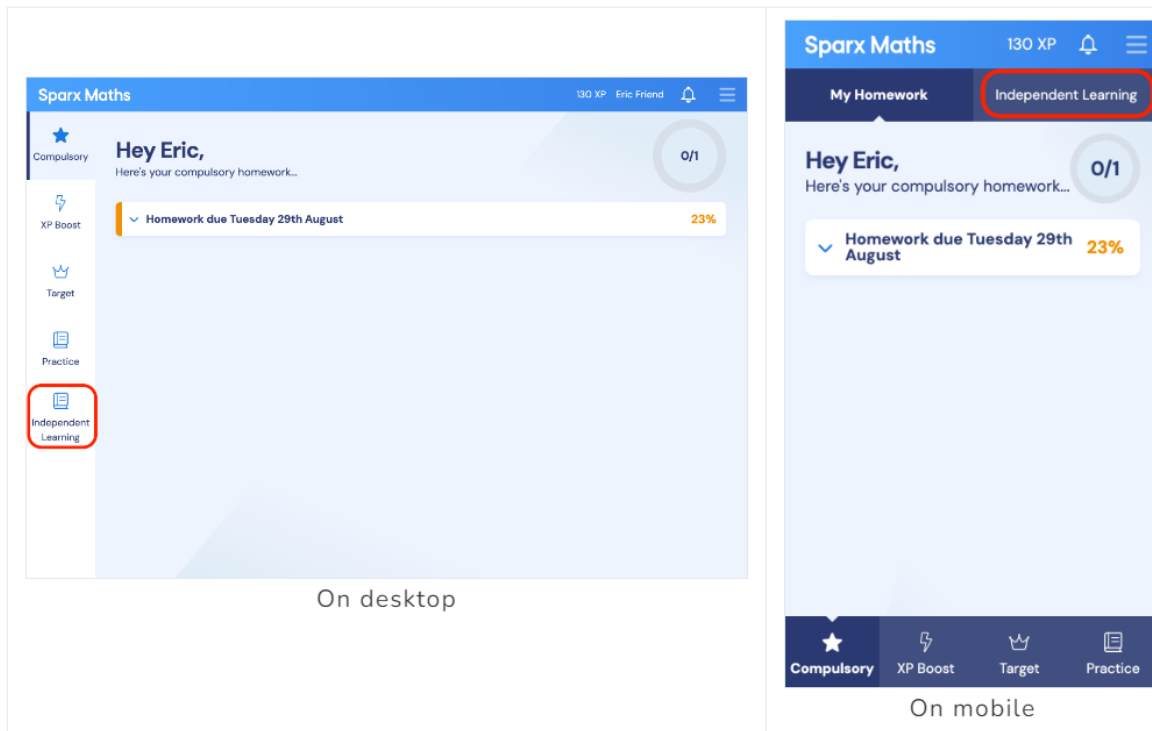 Sparx Maths
130 XP Eric Friend
Compulsory
XP Boost
Target
Practice
Independent
Learning
Hey Eric,
Here's your compulsory homework...
0/1
Homework due Tuesday 29th August
23%
On desktop
Sparx Maths
130 XP
My Homework
Independent Learning
Hey Eric,
Here's your compulsory homework...
0/1
Homework due Tuesday 29th
August
23%
Compulsory
XP Boost
Target
Practice
On mobile